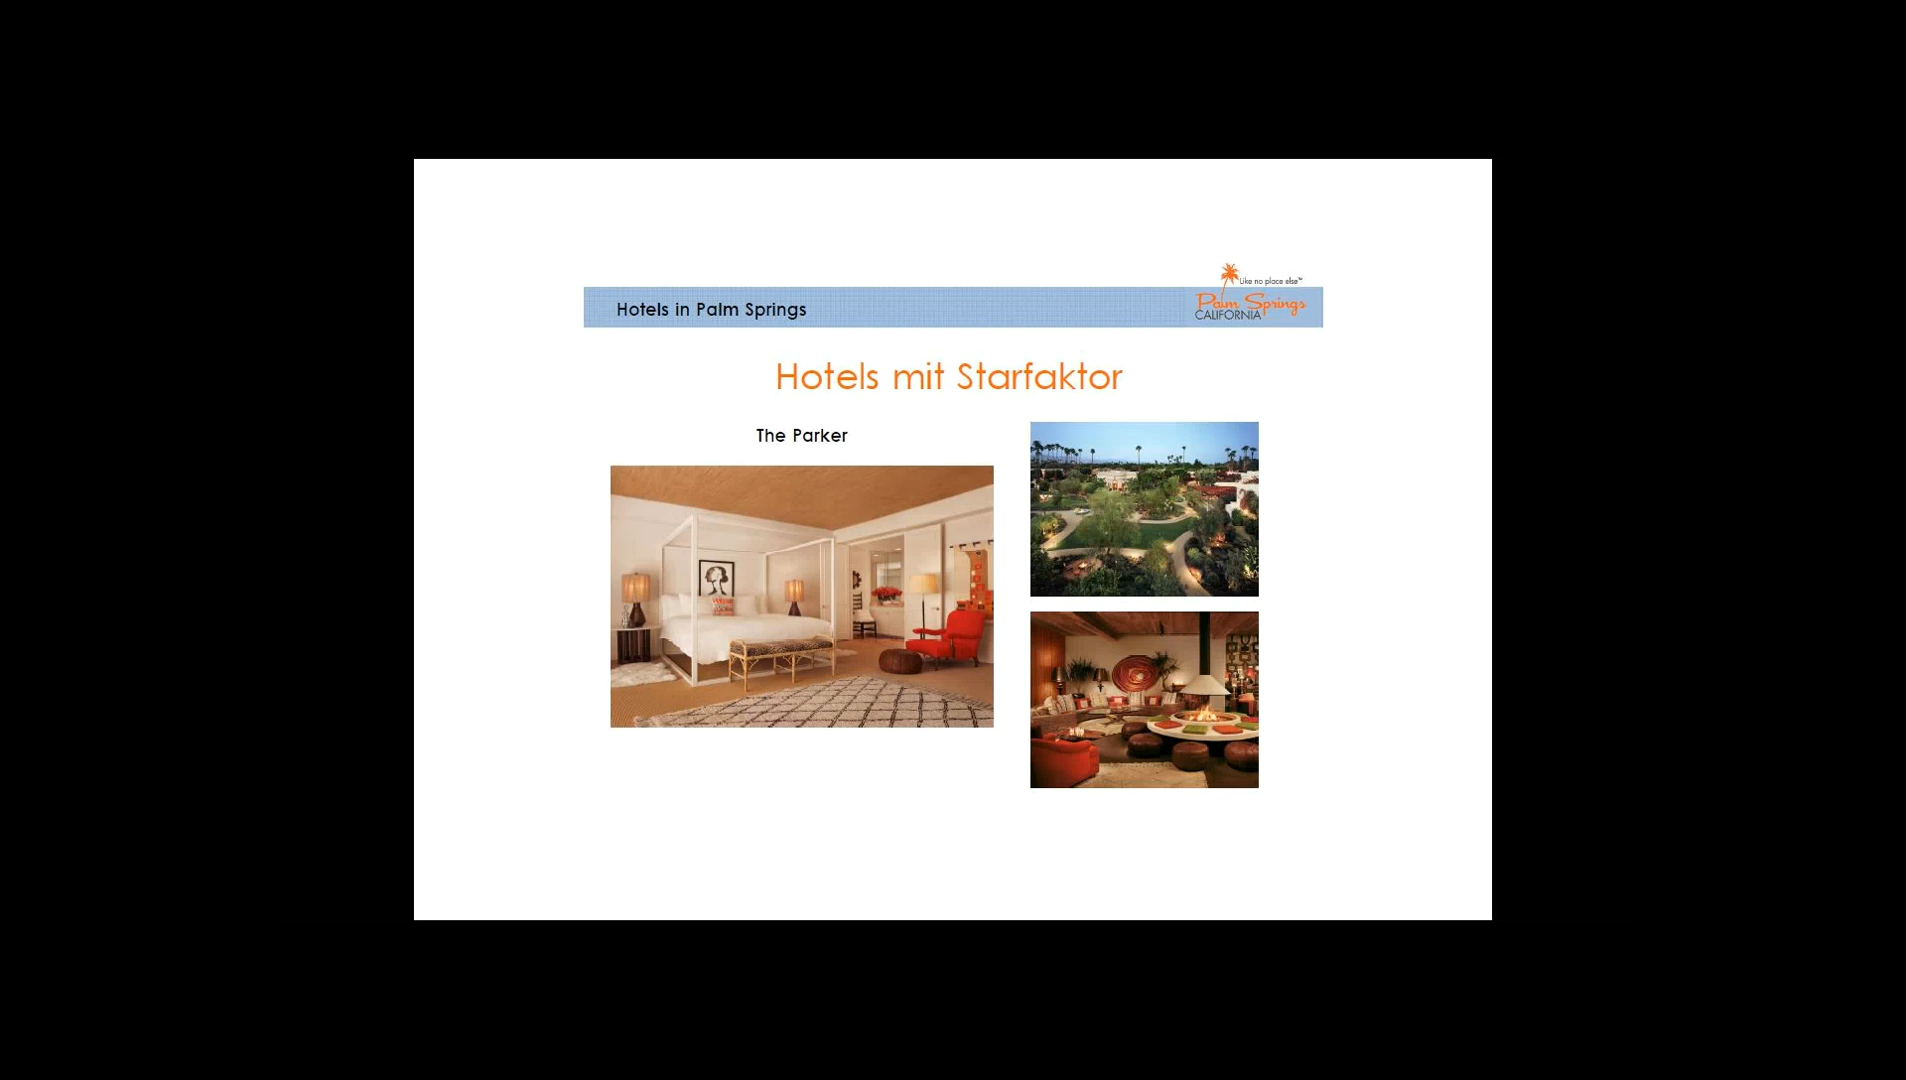 Like no place else™
Palm Springs
CALIFORNIA
Hotels in Palm Springs
Hotels mit Starfaktor
The Parker